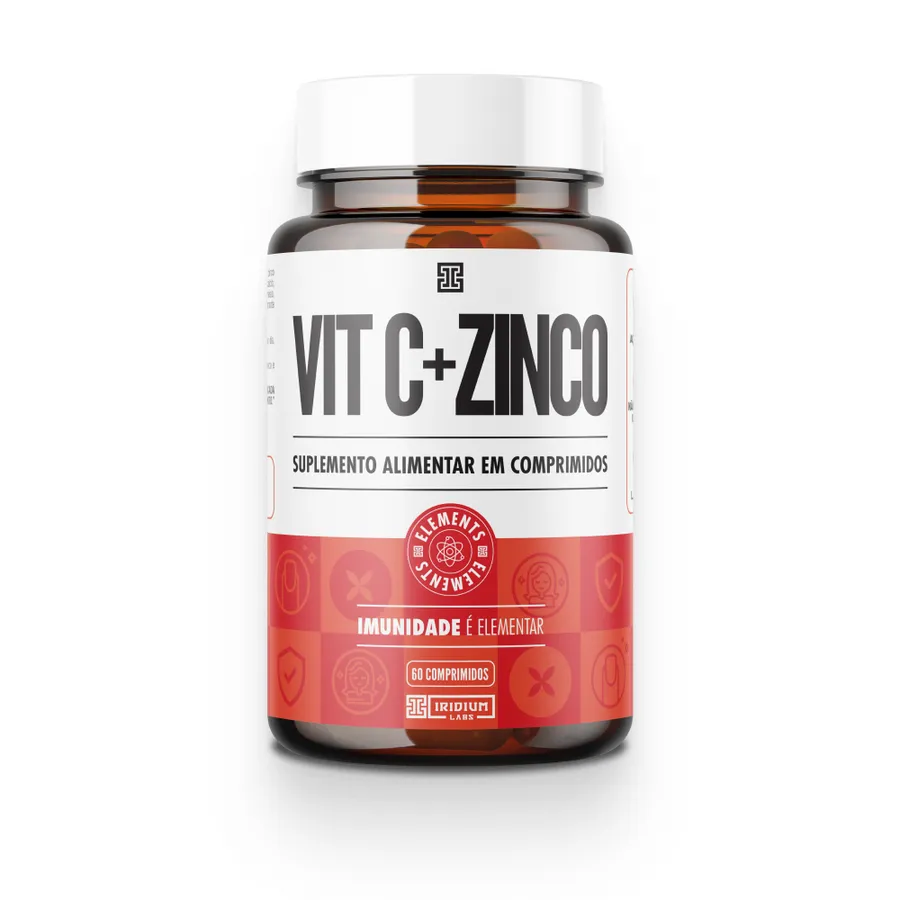 VIT C+ZINCO
SUPLEMENTO ALIMENTAR EM COMPRIMIDOS
ELEMENTS
ELEMENTS
IMUNIDADE É ELEMENTAR
60 COMPRIMIDOS
IRIDIUM
LABS